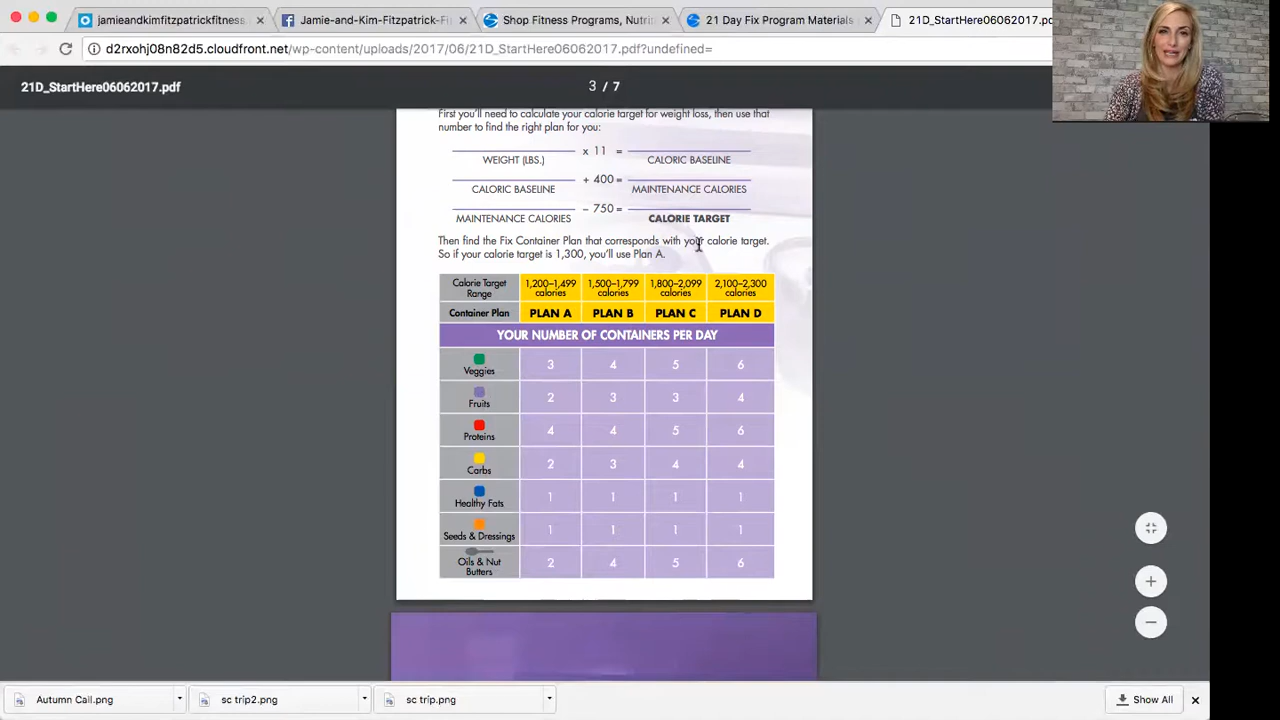 jamieandkimfitzpatrickfitness.
Jamie-and-Kim-Fitzpatrick-Fi
Shop Fitness Programs, Nutrit
21 Day Fix Program Materials
21D_StartHere06062017.pd
d2rxohj08n82d5.cloudfront.net/wp-content/uploads/2017/06/21D_StartHere06062017.pdf?undefined=
21D_StartHere06062017.pdf
3 / 7
First you'll need to calculate your calorie target for weight loss, then use that
number to find the right plan for you:
x 11 =
WEIGHT (LBS.) CALORIC BASELINE
+ 400 =
CALORIC BASELINE MAINTENANCE CALORIES
– 750 =
MAINTENANCE CALORIES CALORIE TARGET
Then find the Fix Container Plan that corresponds with your calorie target.
So if your calorie target is 1,300, you'll use Plan A.
Calorie Target Range 1,200–1,499 calories 1,500–1,799 calories 1,800–2,099 calories 2,100–2,300 calories
Container Plan PLAN A PLAN B PLAN C PLAN D
YOUR NUMBER OF CONTAINERS PER DAY
Veggies 3 4 5 6
Fruits 2 3 3 4
Proteins 4 4 5 6
Carbs 2 3 4 4
Healthy Fats 1 1 1 1
Seeds & Dressings 1 1 1 1
Oils & Nut Butters 2 4 5 6
Autumn Call.png
sc trip2.png
sc trip.png
Show All